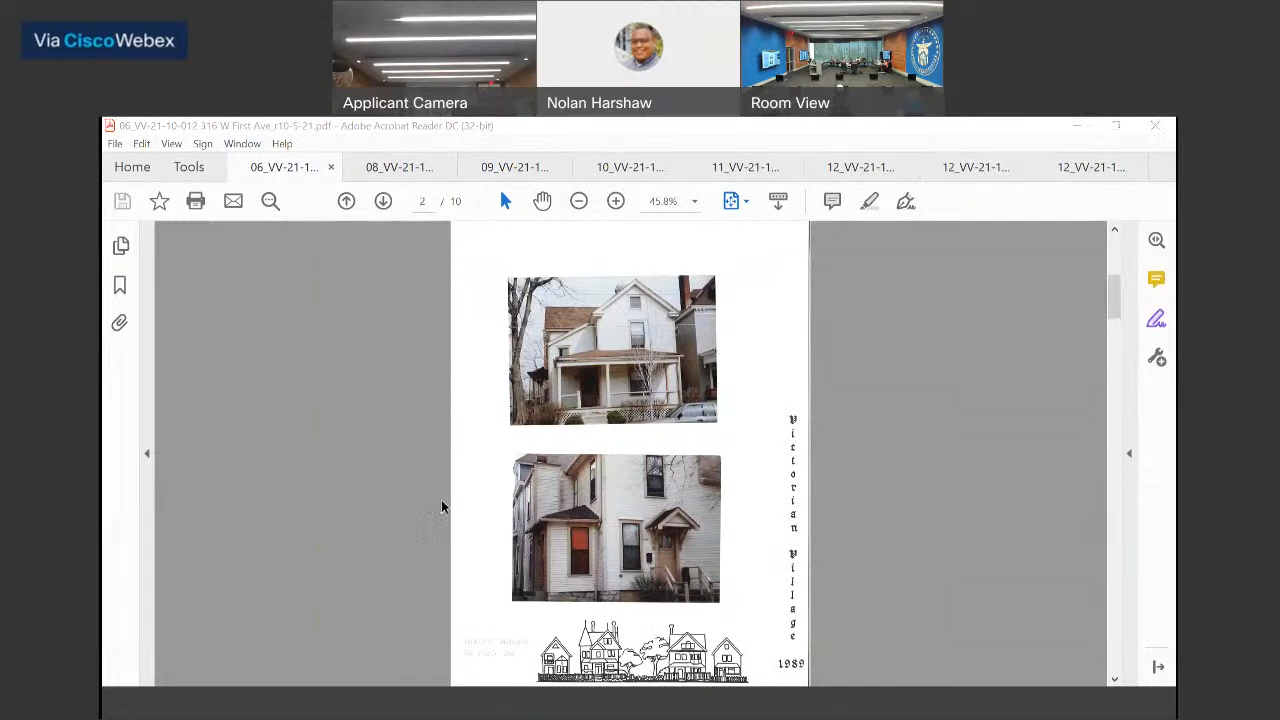 Via CiscoWebex
Applicant Camera
Nolan Harshaw
Room View
06_VV-21-10-012 316 W First Ave_r10-5-21.pdf - Adobe Acrobat Reader DC (32-bit)
File Edit View Sign Window Help
Home Tools 06_VV-21-1... × 08_VV-21-1... 09_VV-21-1... 10_VV-21-1... 11_VV-21-1... 12_VV-21-1... 12_VV-21-1... 12_VV-21-1...
2 / 10 45.8%
Victorian Village
1989